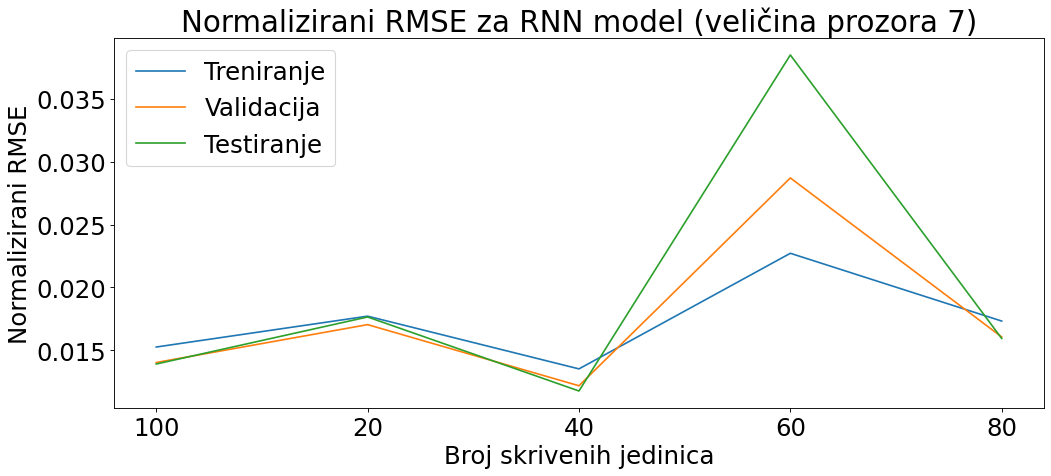 Normalizirani RMSE za RNN model (veličina prozora 7)
Treniranje
Validacija
Testiranje
Normalizirani RMSE
0.035
0.030
0.025
0.020
0.015
100 20 40 60 80
Broj skrivenih jedinica